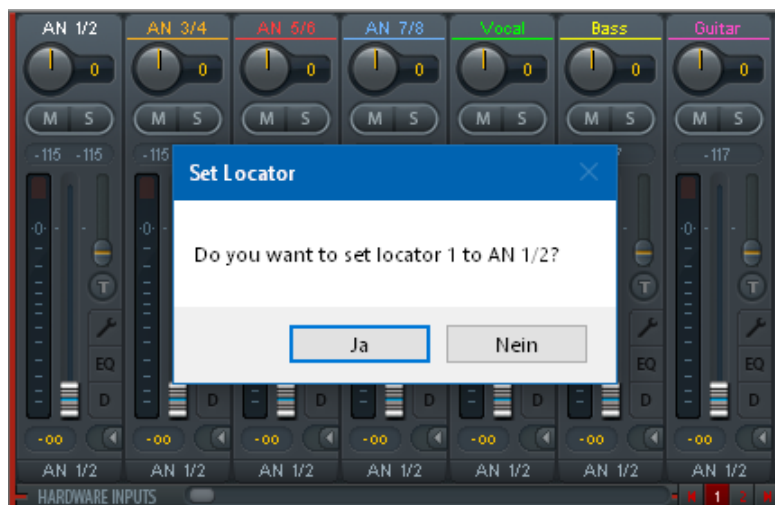 AN 1/2 AN 3/4 AN 5/6 AN 7/8 Vocal Bass Guitar
0 0 0 0 0 0 0
M S M S M S M S M S M S M S
-115 -115 -115 -117
Set Locator
-0- -0- -0-
Do you want to set locator 1 to AN 1/2?
T T T
Ja Nein
EQ EQ EQ
D D D D D D D
-oo -oo -oo -oo -oo -oo -oo
AN 1/2 AN 1/2 AN 1/2 AN 1/2 AN 1/2 AN 1/2 AN 1/2
HARDWARE INPUTS 1